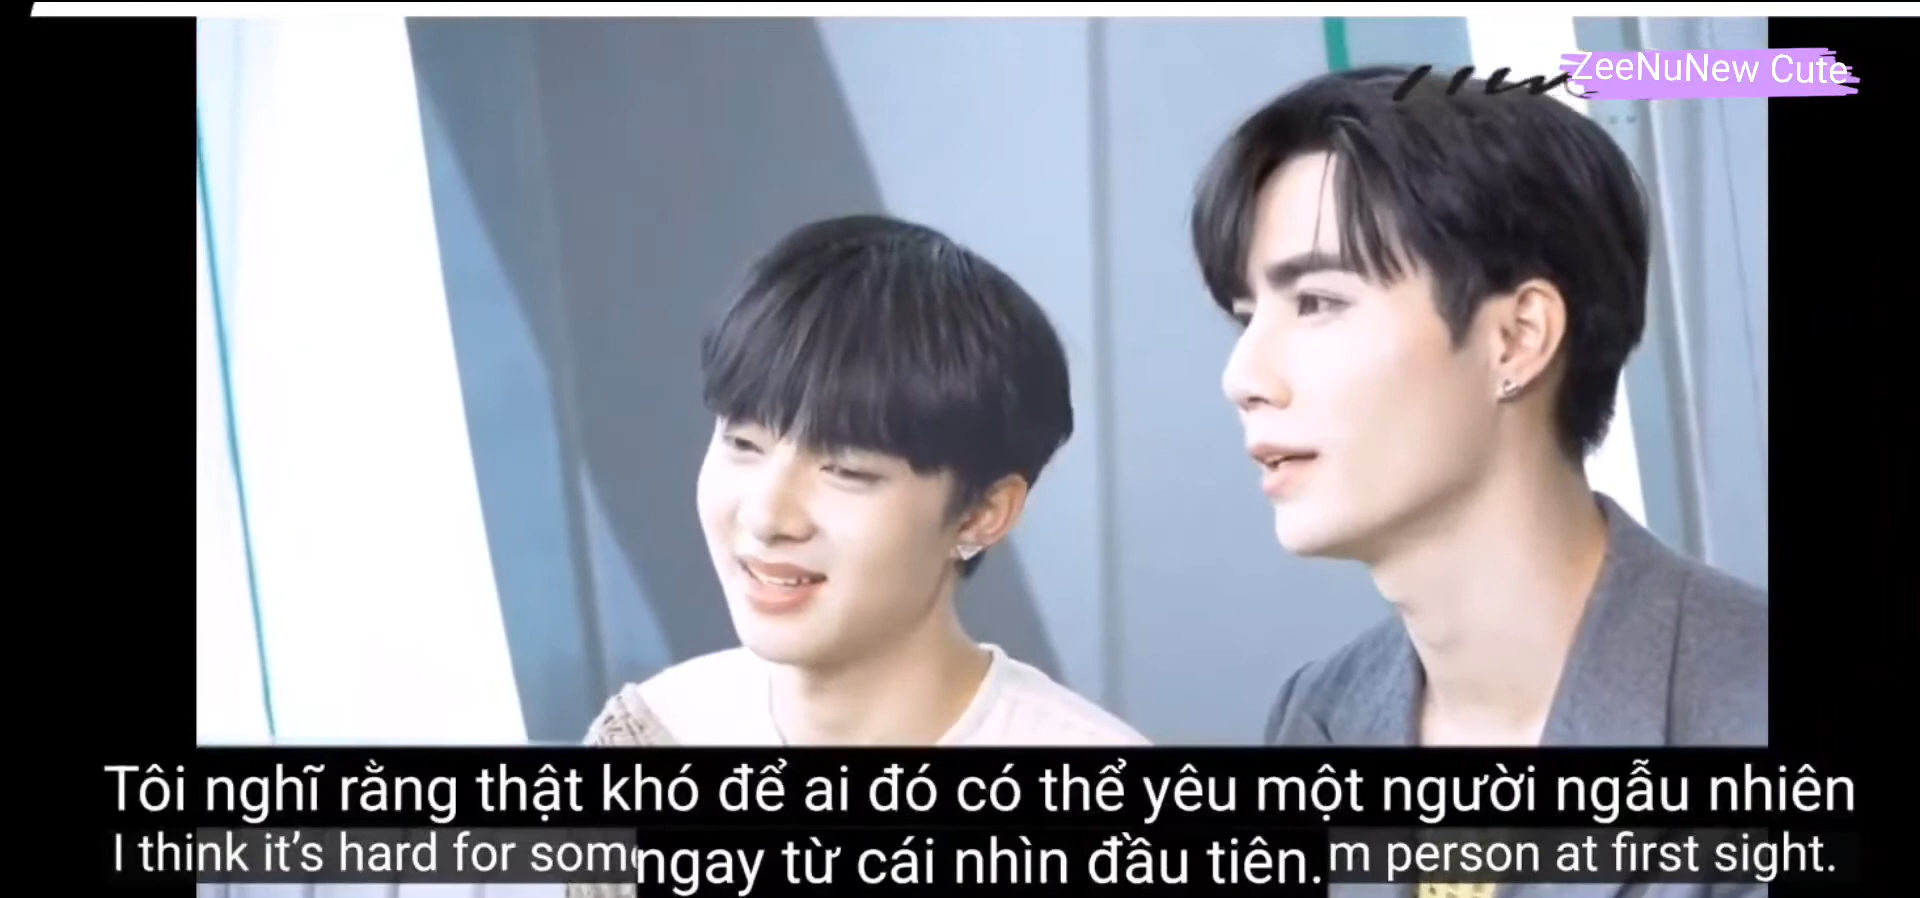 ZeeNuNew Cute
Tôi nghĩ rằng thật khó để ai đó có thể yêu một người ngẫu nhiên
ngay từ cái nhìn đầu tiên.
I think it's hard for person at first sight.